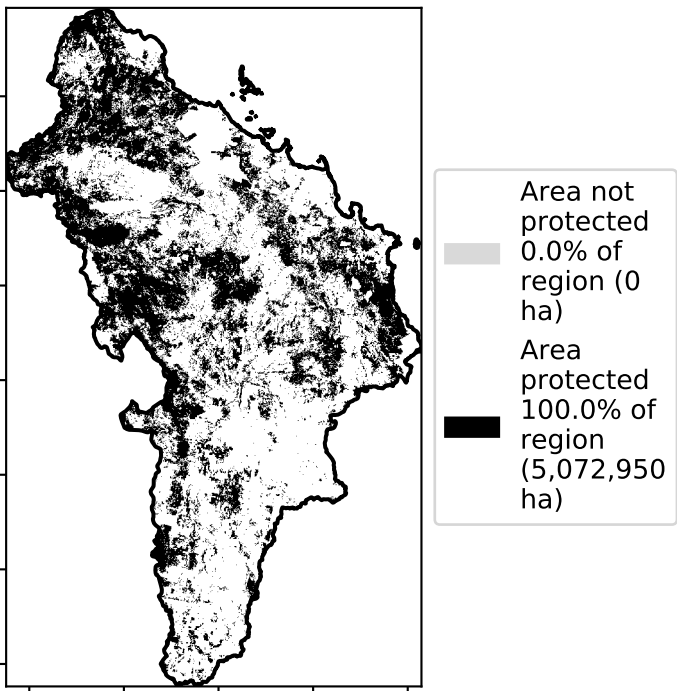 Area not
protected
0.0% of
region (0
ha)
Area
protected
100.0% of
region
(5,072,950
ha)